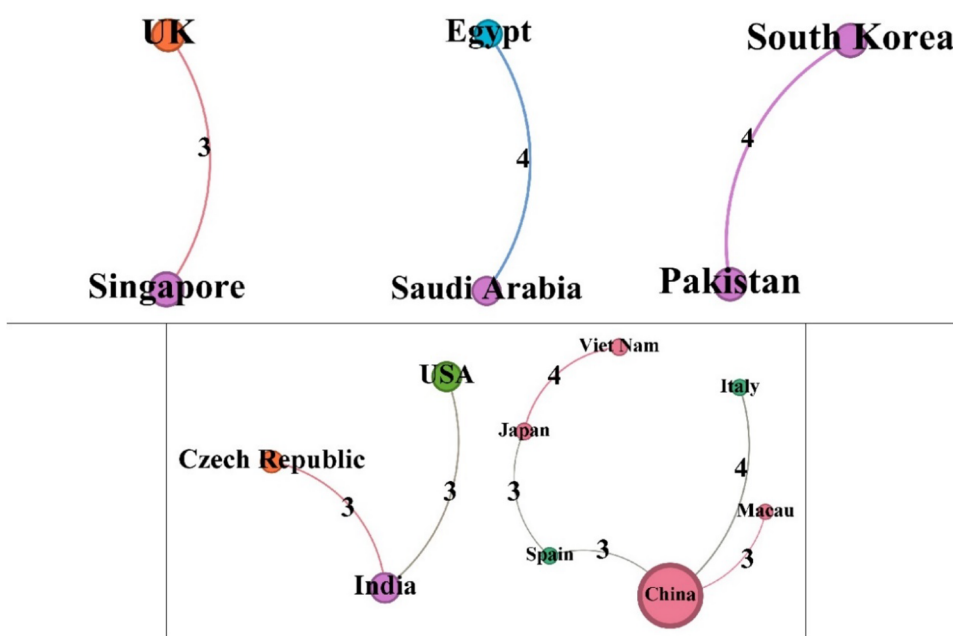 UK
3
Singapore
Egypt
4
Saudi Arabia
South Korea
4
Pakistan
USA
Czech Republic
3
3
India
Viet Nam
4
Japan
3
Spain
3
Italy
4
Macau
3
China